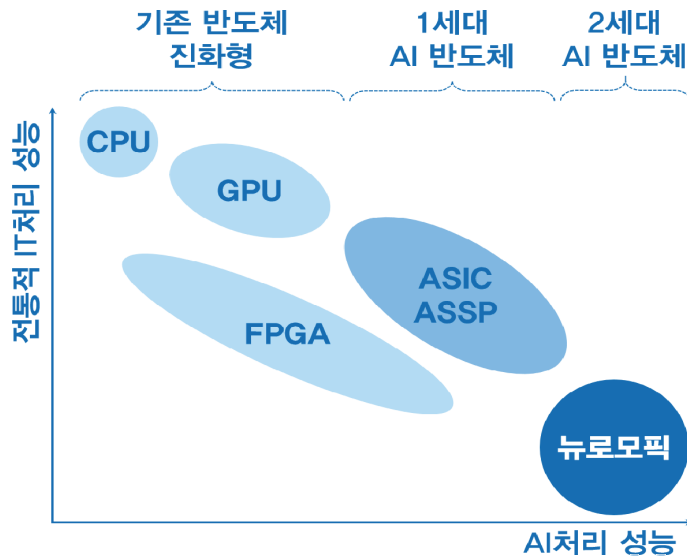 기존 반도체
진화형
1세대
AI 반도체
2세대
AI 반도체
전통적 IT처리 성능
CPU
GPU
ASIC
ASSP
FPGA
뉴로모픽
AI처리 성능